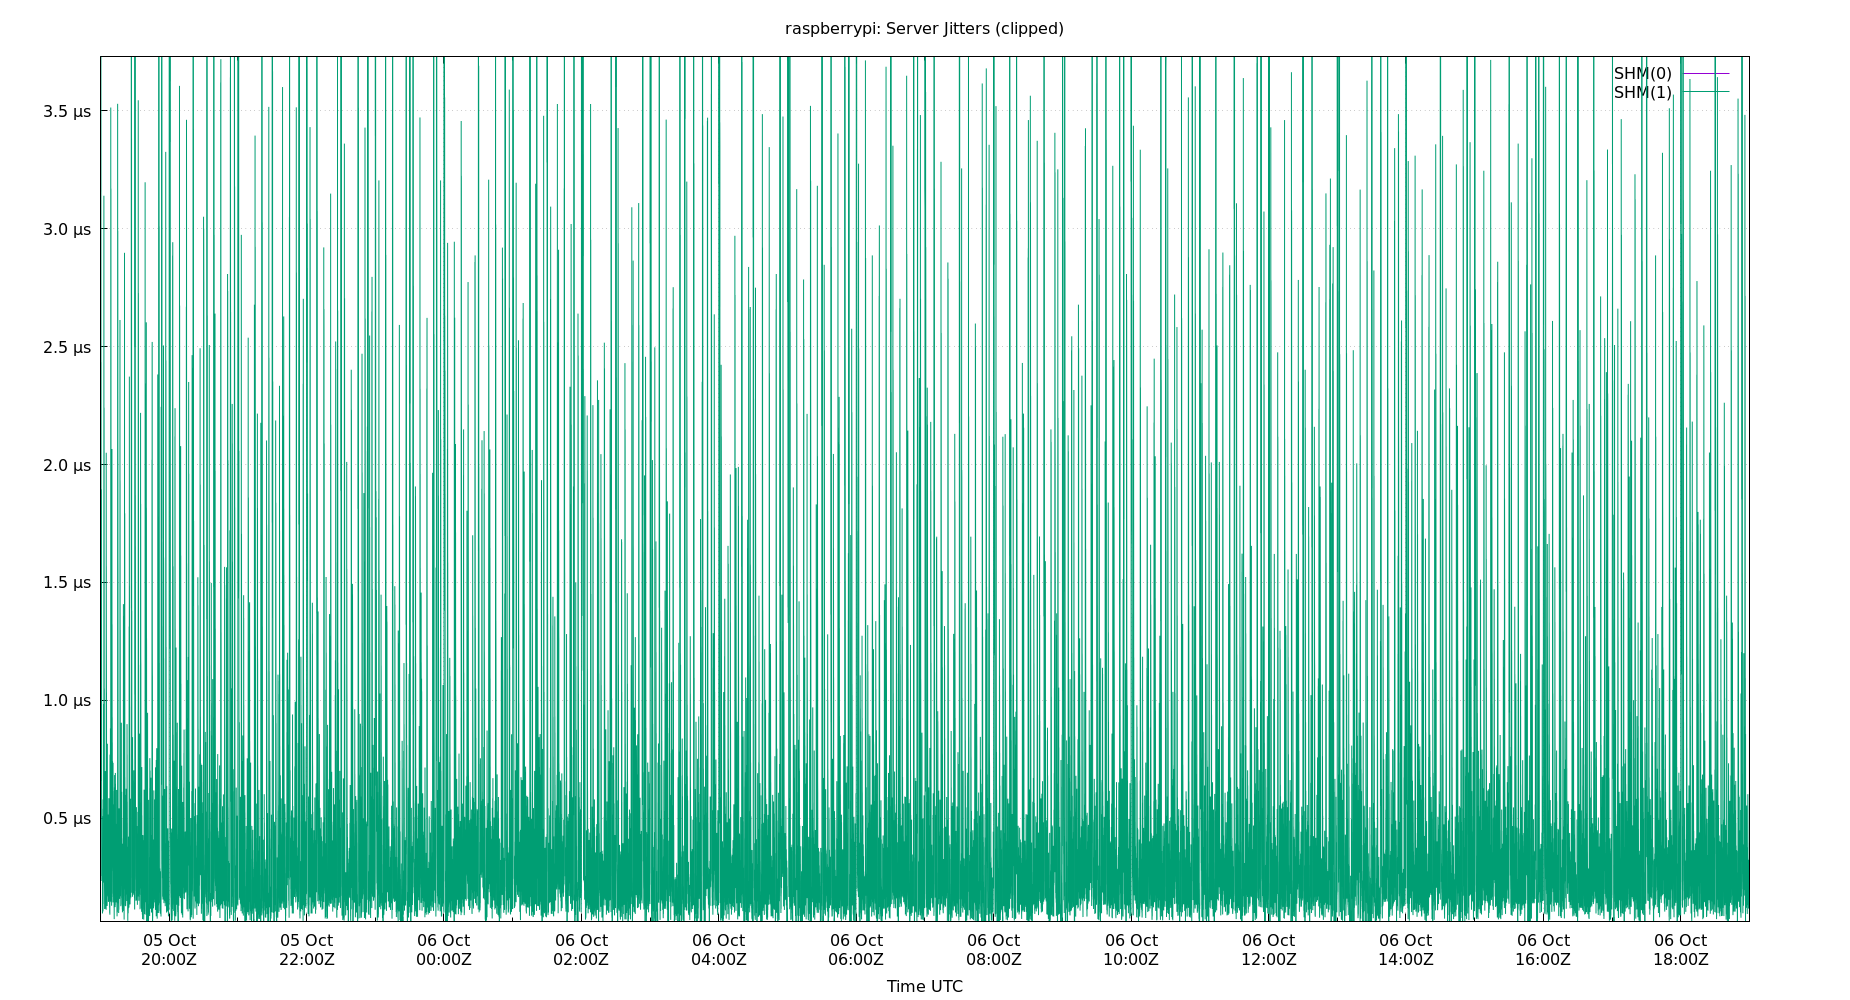 raspberrypi: Server Jitters (clipped)
SHM(0)
SHM(1)
3.5 µs
3.0 µs
2.5 µs
2.0 µs
1.5 µs
1.0 µs
0.5 µs
05 Oct 05 Oct 06 Oct 06 Oct 06 Oct 06 Oct 06 Oct 06 Oct 06 Oct 06 Oct 06 Oct 06 Oct
20:00Z 22:00Z 00:00Z 02:00Z 04:00Z 06:00Z 08:00Z 10:00Z 12:00Z 14:00Z 16:00Z 18:00Z
Time UTC